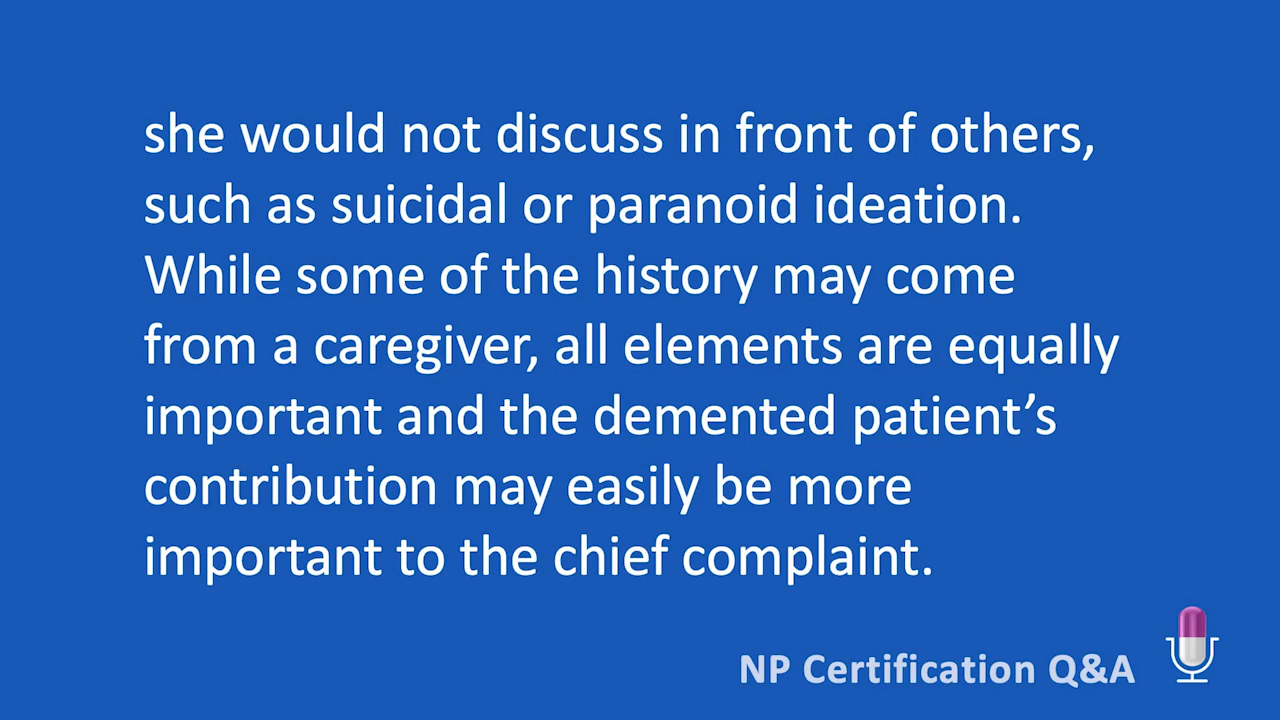 she would not discuss in front of others,
such as suicidal or paranoid ideation.
While some of the history may come
from a caregiver, all elements are equally
important and the demented patient’s
contribution may easily be more
important to the chief complaint.
NP Certification Q&A